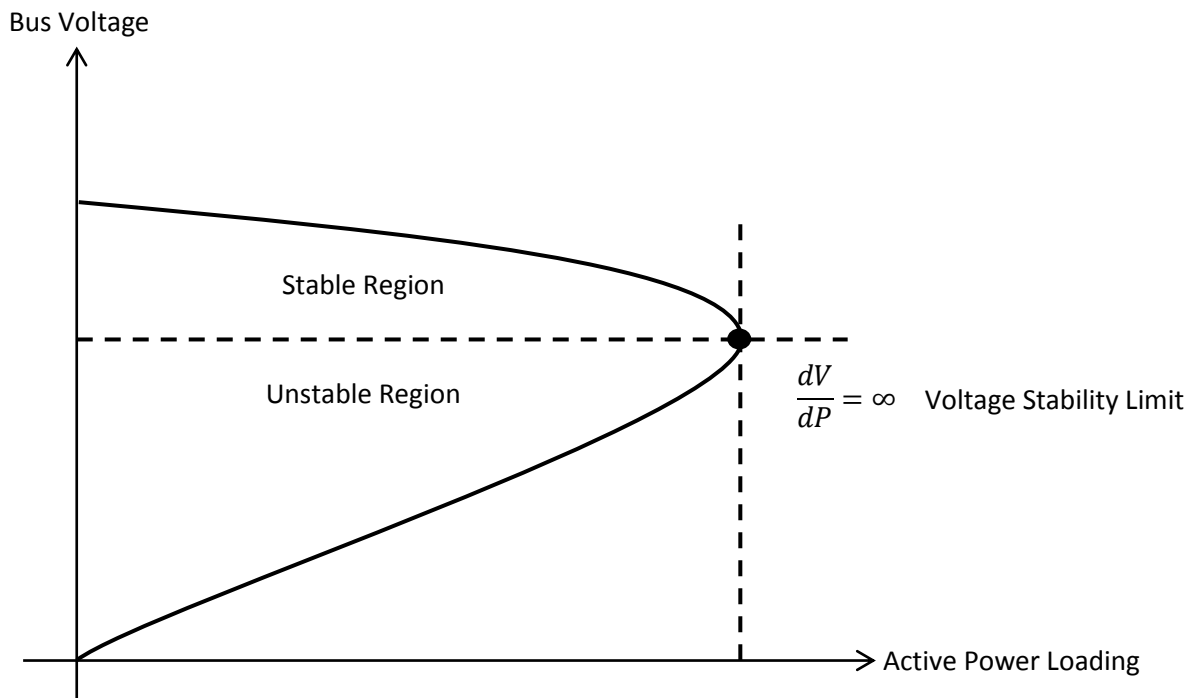 Bus Voltage
Stable Region
Unstable Region
dV/dP = ∞ Voltage Stability Limit
Active Power Loading